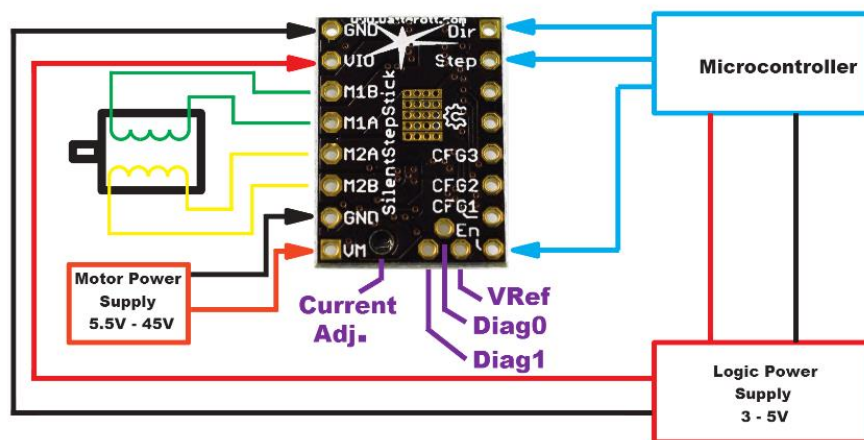 GND
VIO
M1B
M1A
M2A
M2B
GND
VM
SilentStepStick
Dir
Step
CFG3
CFG2
CFG1
En
Microcontroller
Motor Power
Supply
5.5V - 45V
Current
Adj.
VRef
Diag0
Diag1
Logic Power
Supply
3 - 5V